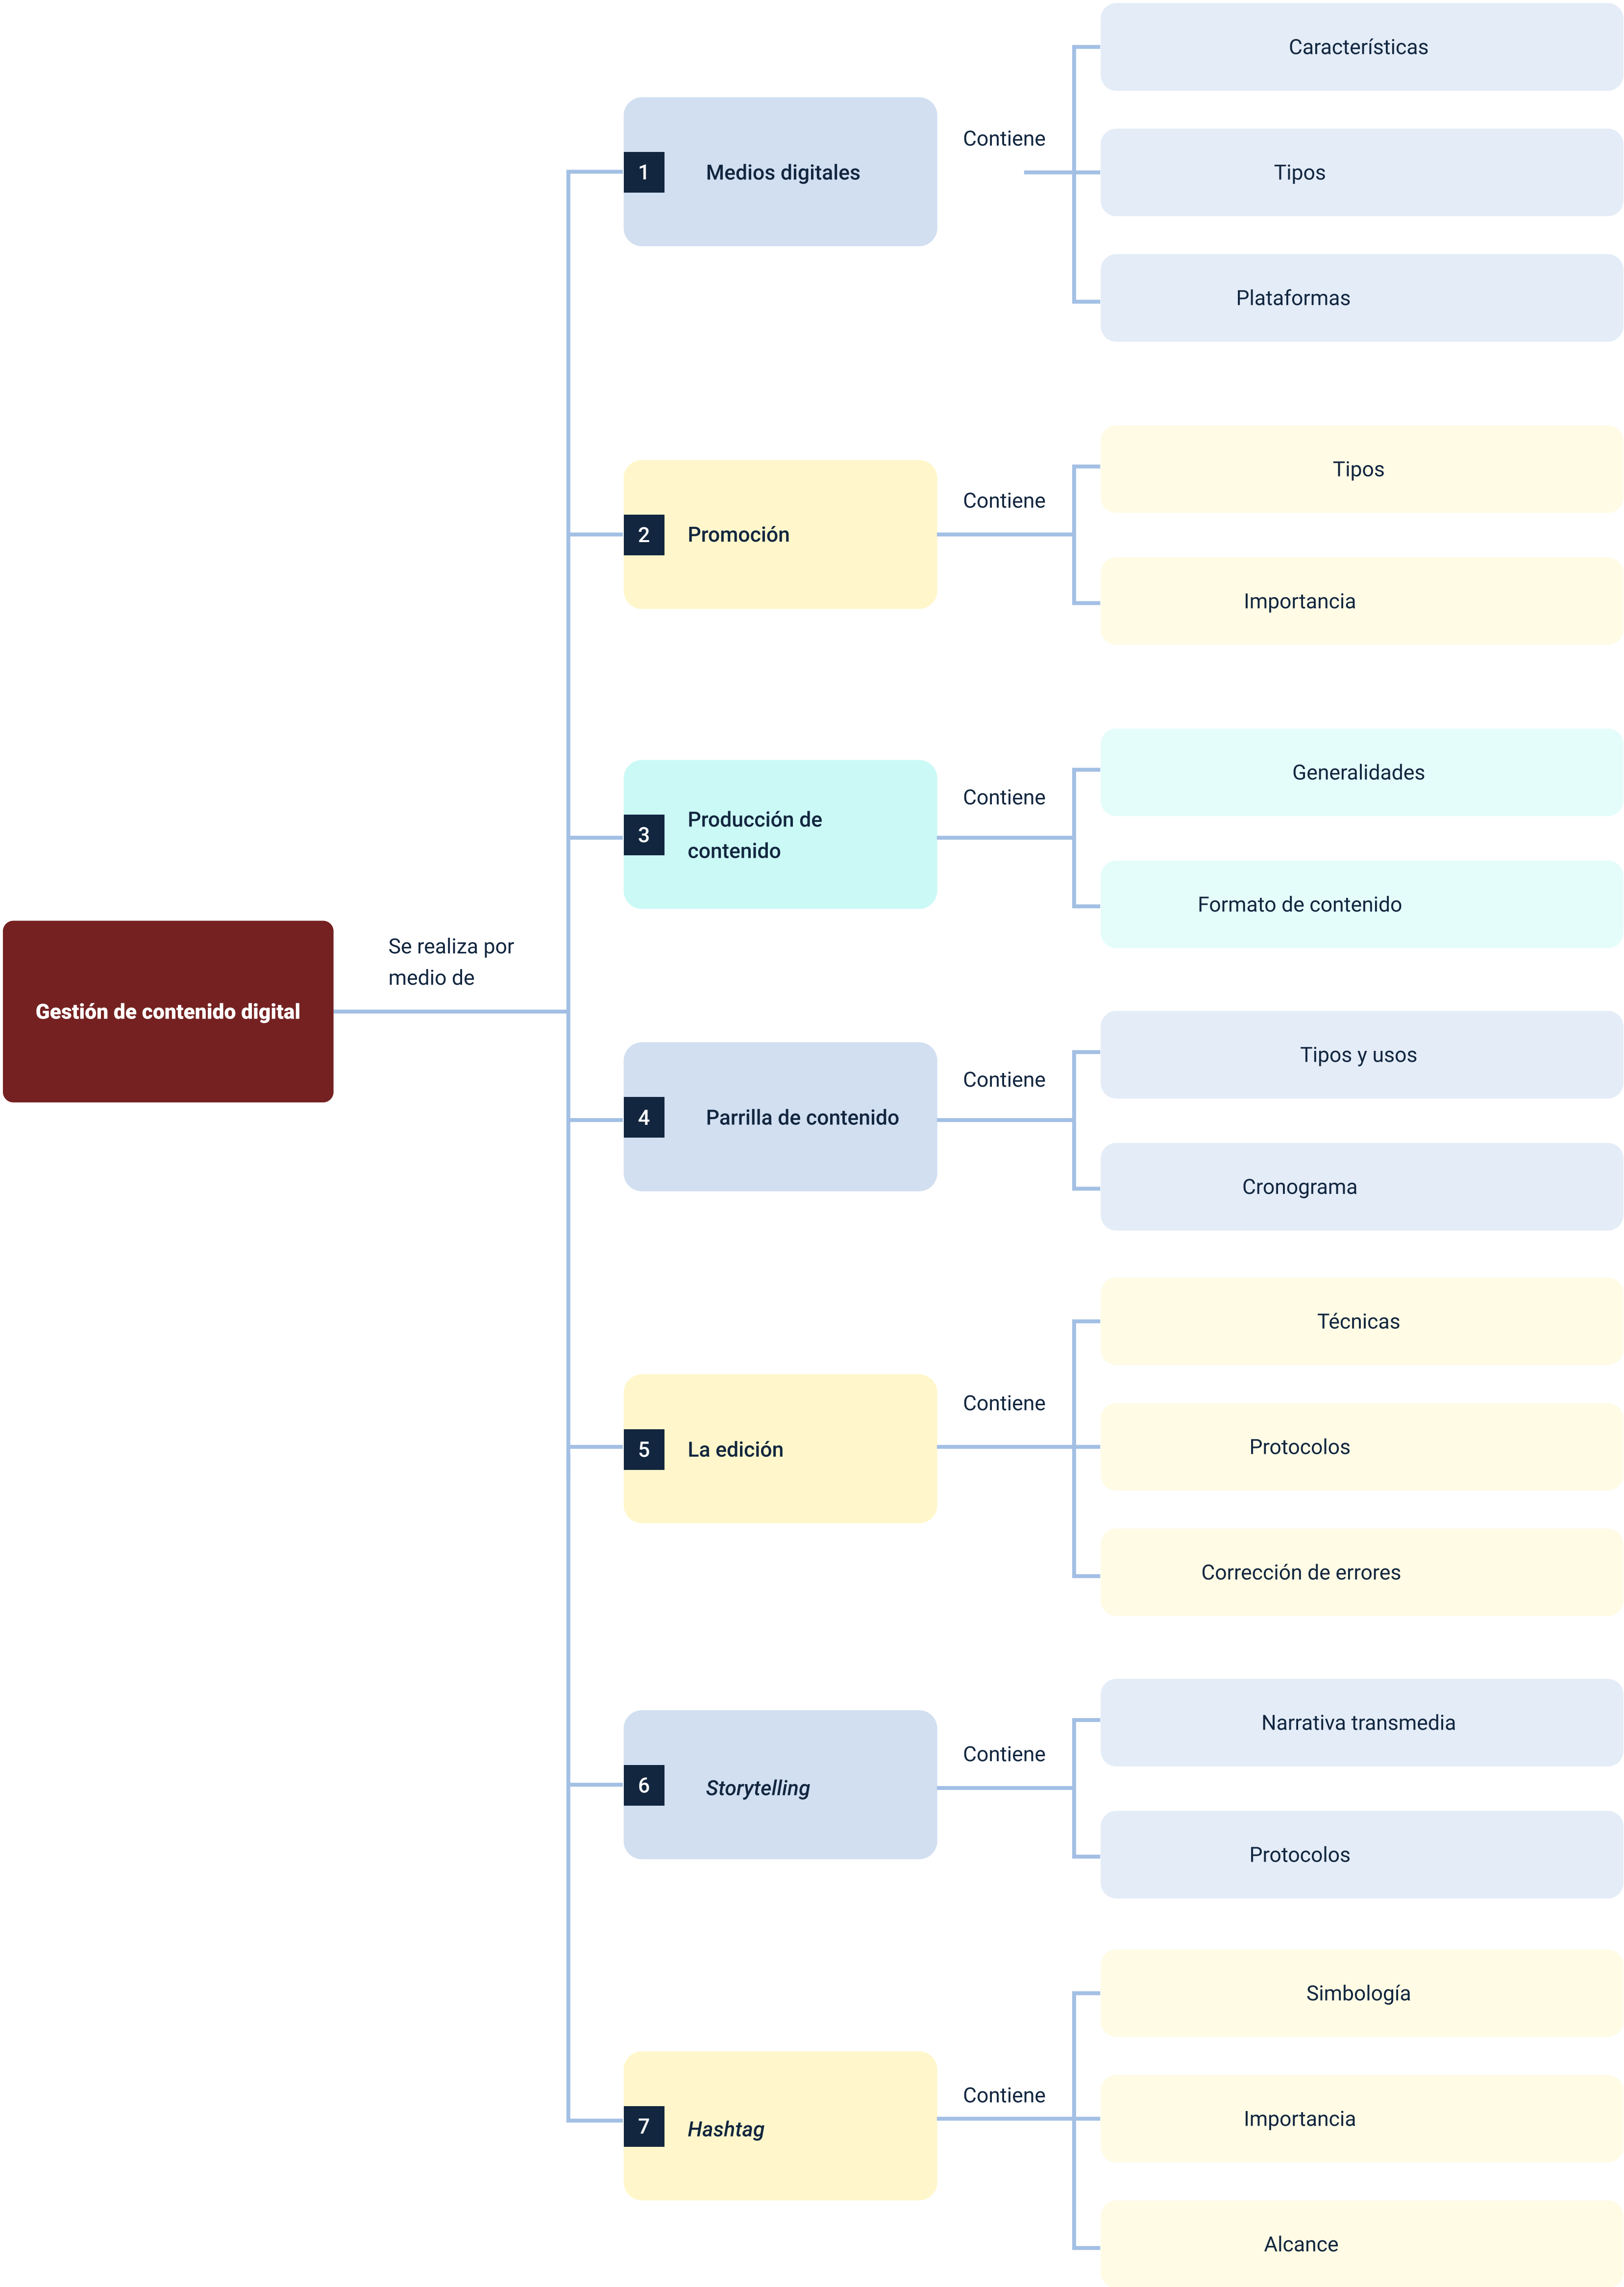 Gestión de contenido digital
Se realiza por
medio de
1
Medios digitales
Contiene
Características
Tipos
Plataformas
2
Promoción
Contiene
Tipos
Importancia
3
Producción de
contenido
Contiene
Generalidades
Formato de contenido
4
Parrilla de contenido
Contiene
Tipos y usos
Cronograma
5
La edición
Contiene
Técnicas
Protocolos
Corrección de errores
6
Storytelling
Contiene
Narrativa transmedia
Protocolos
7
Hashtag
Contiene
Simbología
Importancia
Alcance